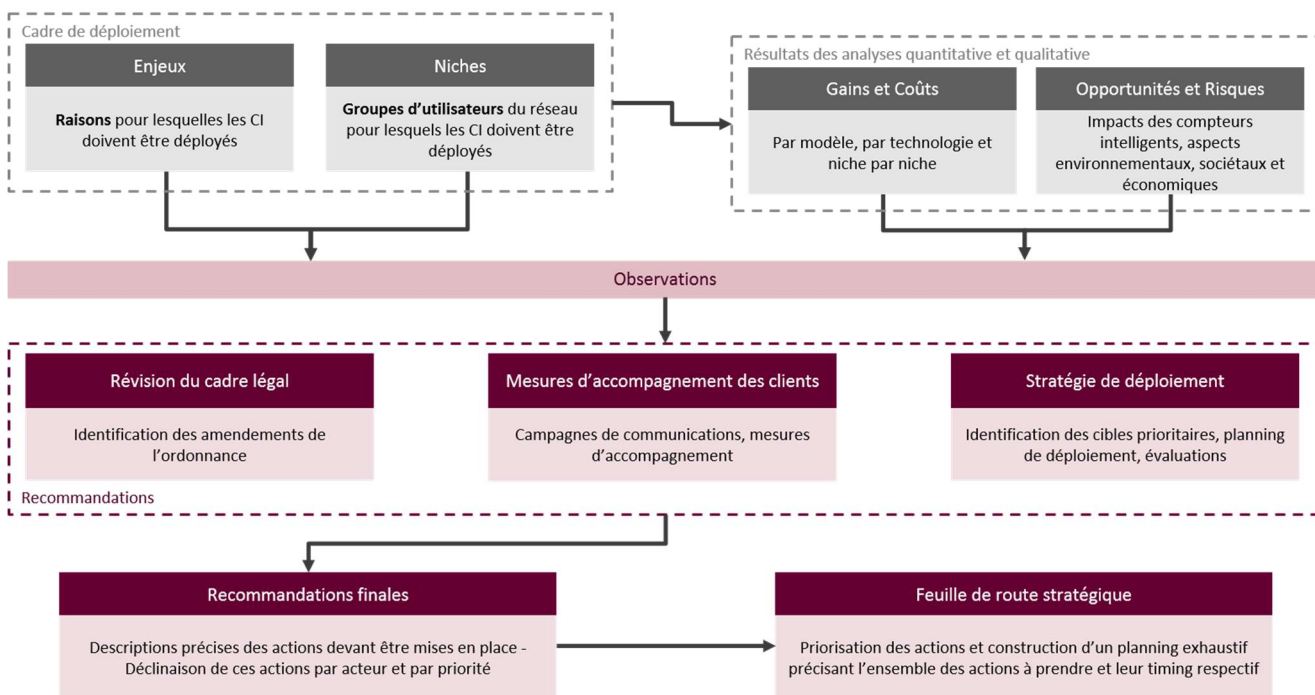 Cadre de déploiement
Enjeux
Raisons pour lesquelles les CI
doivent être déployés
Niches
Groupes d’utilisateurs du réseau
pour lesquels les CI doivent être
déployés
Résultats des analyses quantitative et qualitative
Gains et Coûts
Par modèle, par technologie et
niche par niche
Opportunités et Risques
Impacts des compteurs
intelligents, aspects
environnementaux, sociétaux et
économiques
Observations
Révision du cadre légal
Identification des amendements de
l’ordonnance
Mesures d’accompagnement des clients
Campagnes de communications, mesures
d’accompagnement
Stratégie de déploiement
Identification des cibles prioritaires, planning
de déploiement, évaluations
Recommandations
Recommandations finales
Descriptions précises des actions devant être mises en place -
Déclinaison de ces actions par acteur et par priorité
Feuille de route stratégique
Priorisation des actions et construction d’un planning exhaustif
précisant l’ensemble des actions à prendre et leur timing respectif